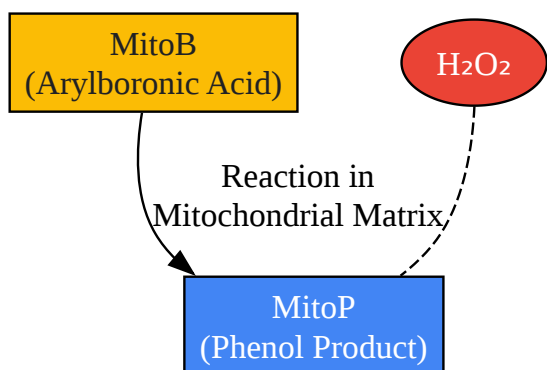 MitoB
(Arylboronic Acid)
H₂O₂
Reaction in
Mitochondrial Matrix
MitoP
(Phenol Product)